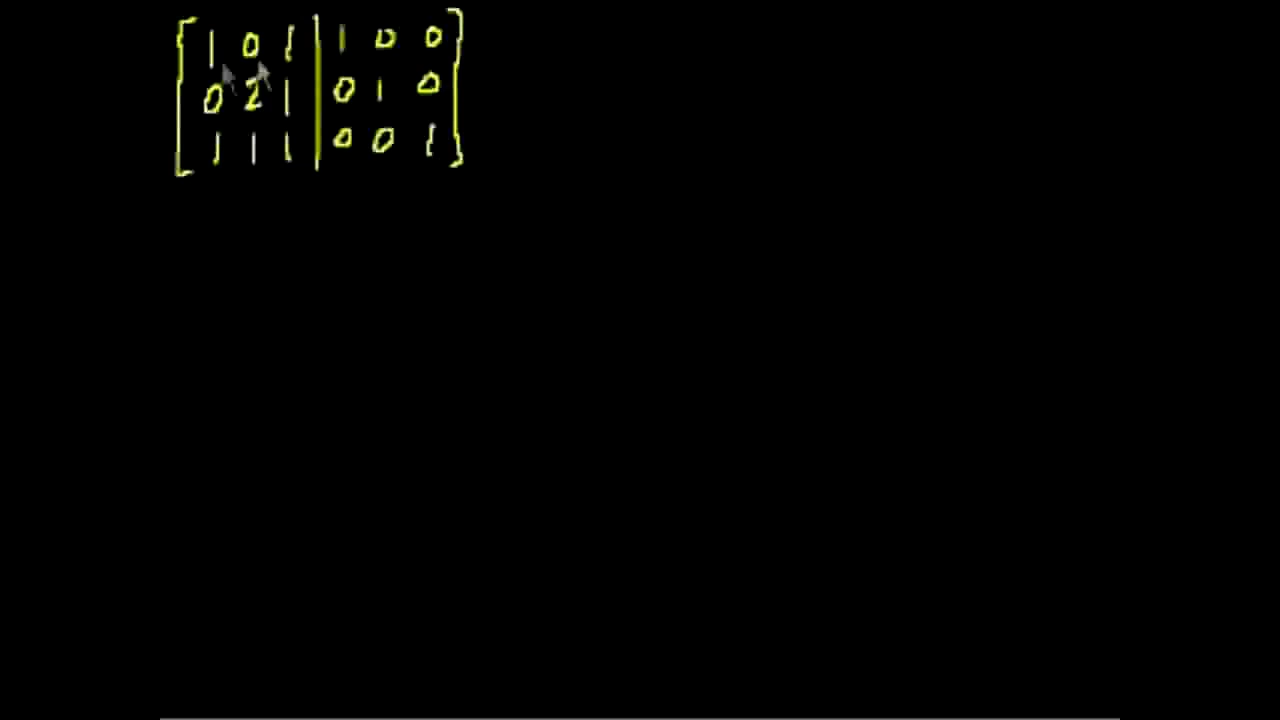 1 0 1 | 1 0 0
0 2 1 | 0 1 0
1 1 1 | 0 0 1